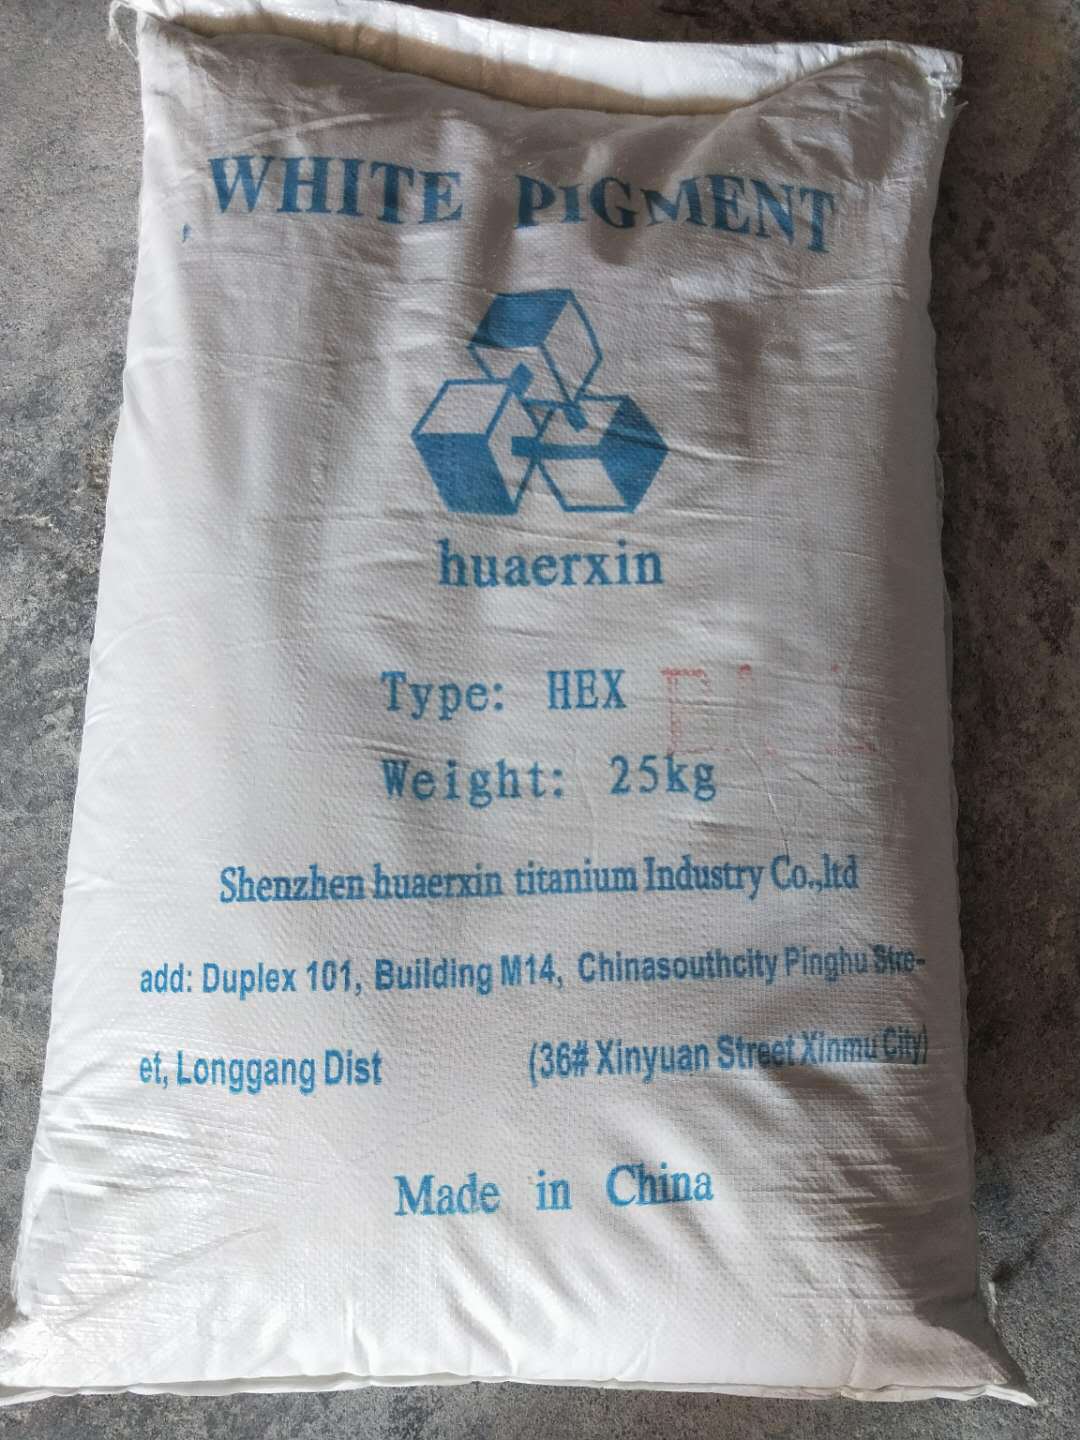 WHITE PIGMENT
huaerxin
Type: HEX
Weight: 25kg
Shenzhen huaerxin titanium Industry Co.,ltd
add: Duplex 101, Building M14, Chinasouthcity Pinghu Stre-
et, Longgang Dist (36# Xinyuan Street Xinmu City)
Made in China